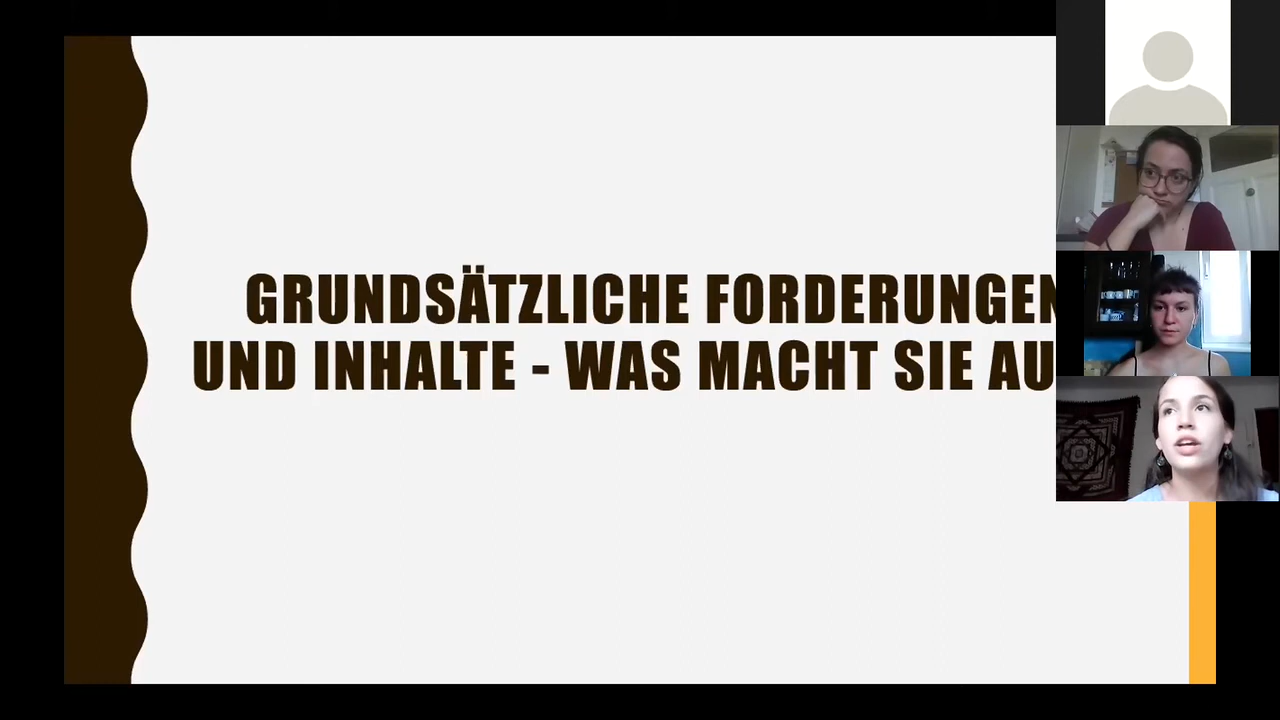 GRUNDSÄTZLICHE FORDERUNGEN
UND INHALTE - WAS MACHT SIE AU